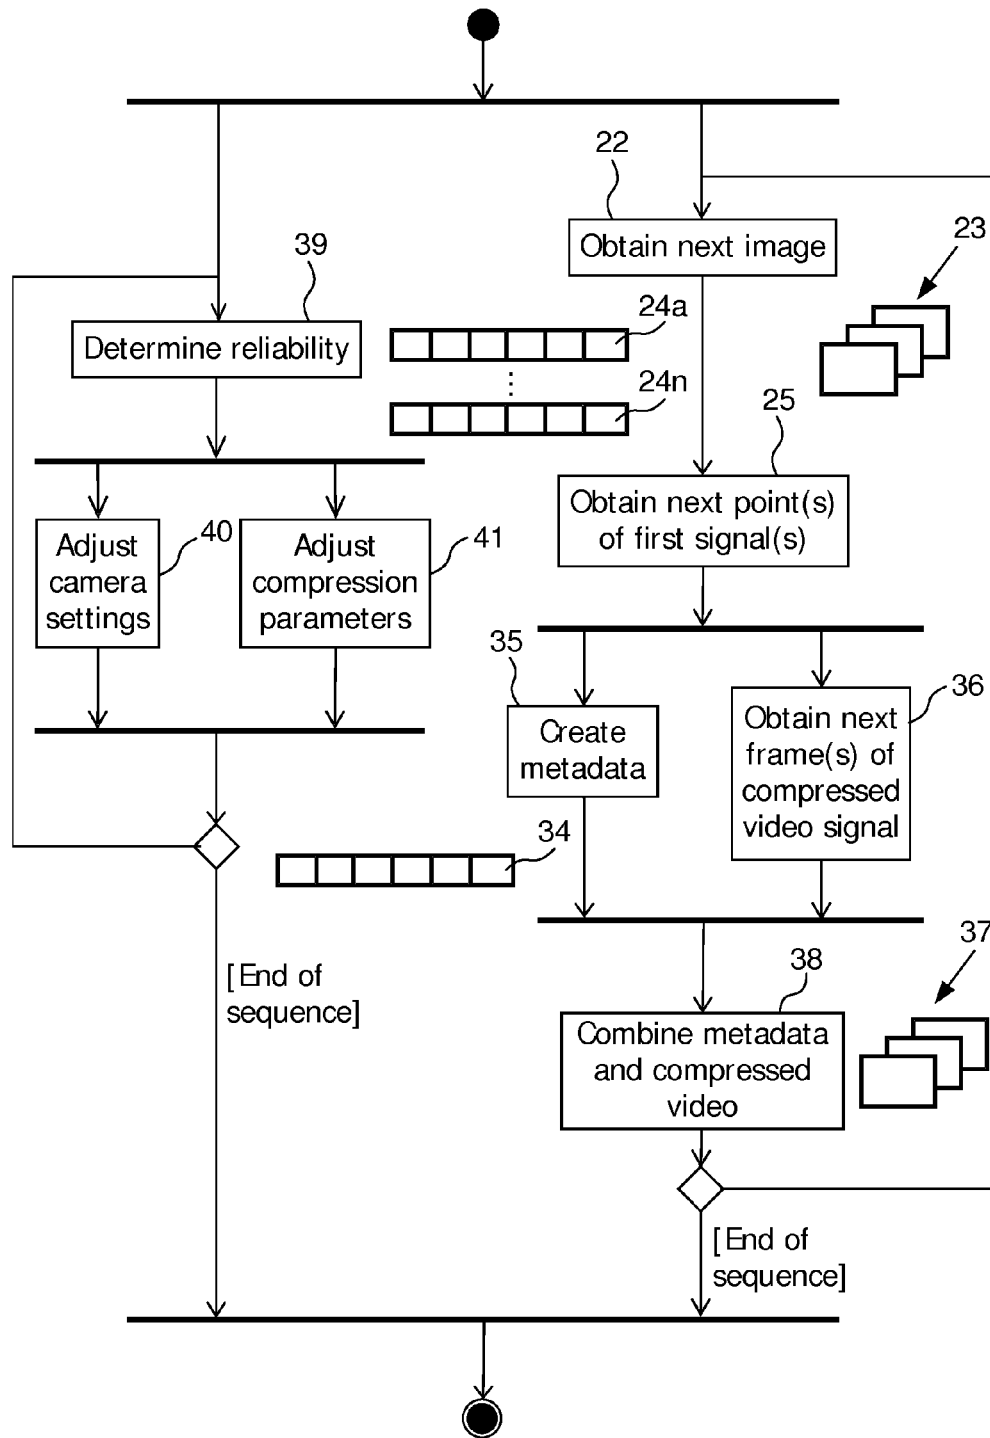 22
Obtain next image
23
39
Determine reliability
24a
24n
25
Obtain next point(s)
of first signal(s)
Adjust
camera
settings
40
Adjust
compression
parameters
41
35
Create
metadata
36
Obtain next
frame(s) of
compressed
video signal
34
[End of
sequence]
37
38
Combine metadata
and compressed
video
[End of
sequence]